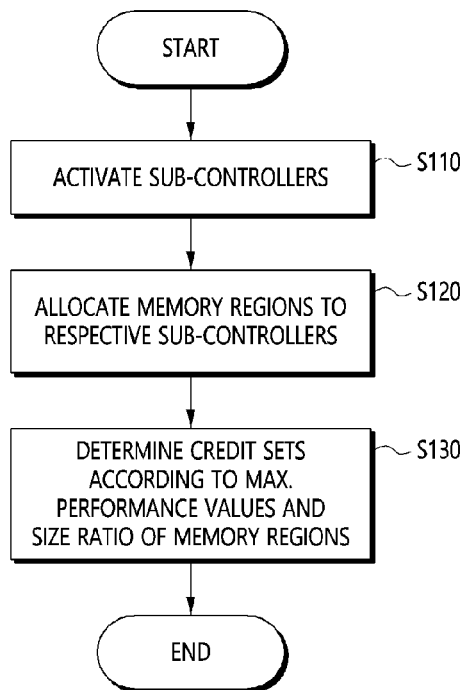 START
ACTIVATE SUB-CONTROLLERS
S110
ALLOCATE MEMORY REGIONS TO
RESPECTIVE SUB-CONTROLLERS
S120
DETERMINE CREDIT SETS
ACCORDING TO MAX.
PERFORMANCE VALUES AND
SIZE RATIO OF MEMORY REGIONS
S130
END